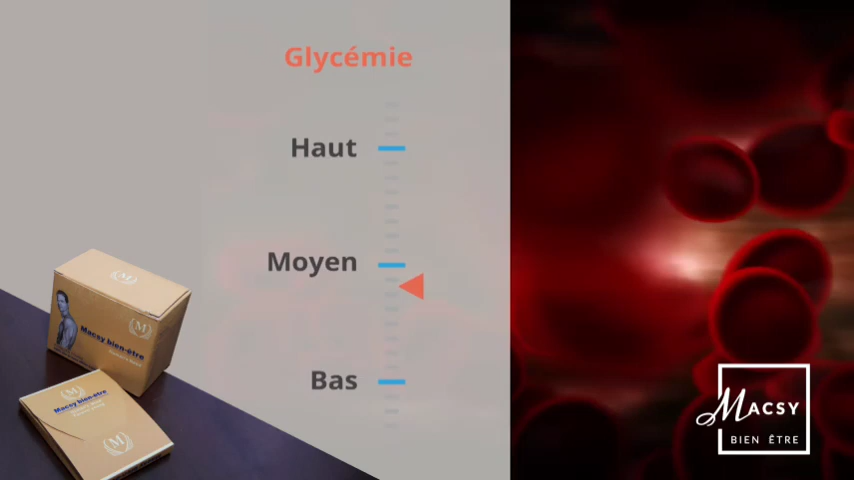 Glycémie
Haut
Moyen
Bas
M
M
Macsy bien-être
M
Macsy bien-être
M
MACSY
BIEN ÊTRE